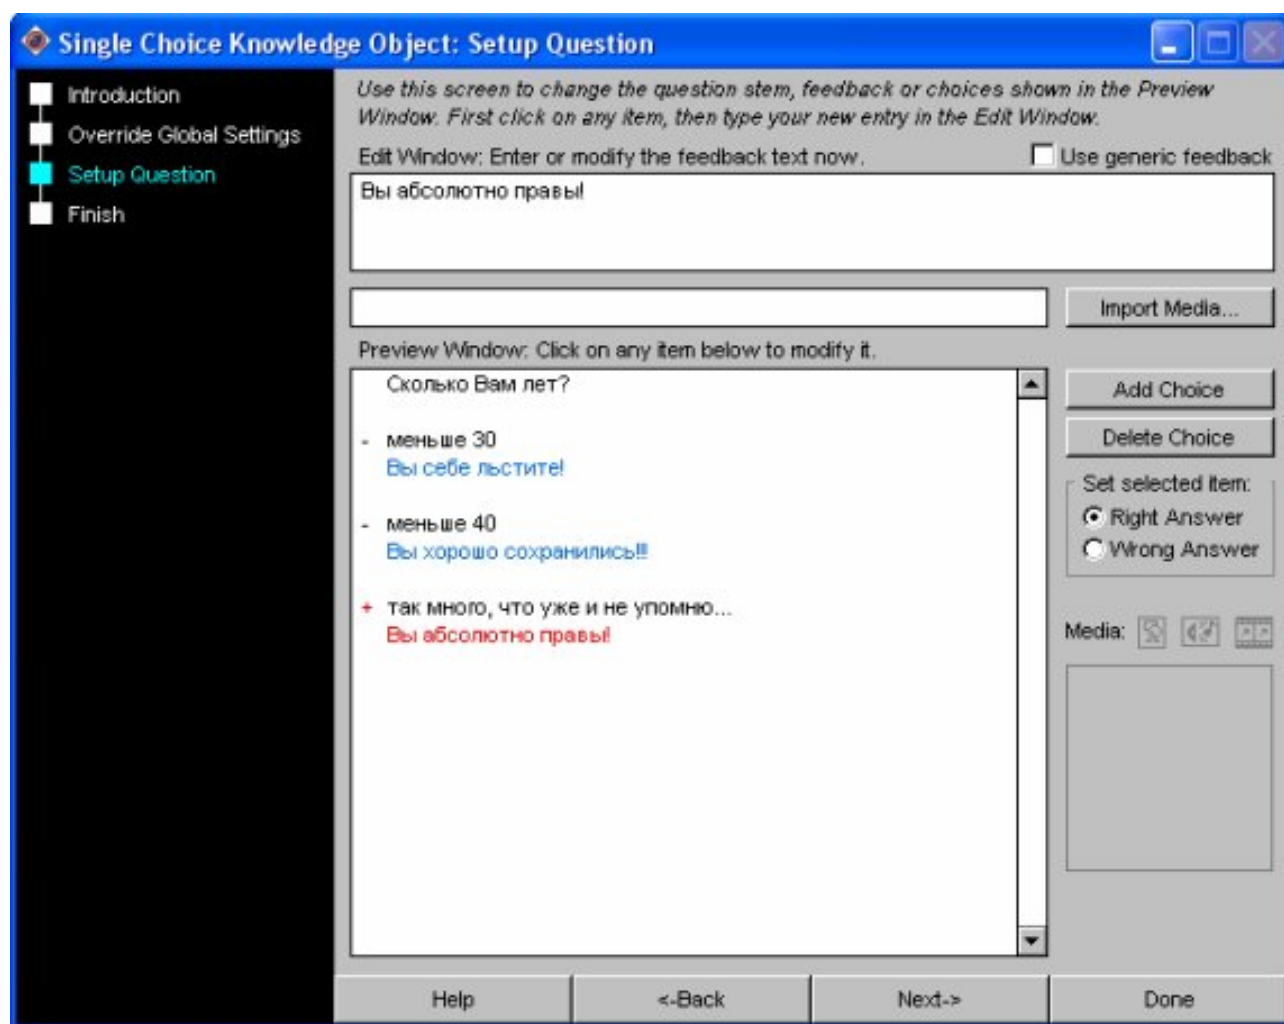 Single Choice Knowledge Object: Setup Question
Introduction
Override Global Settings
Setup Question
Finish
Use this screen to change the question stem, feedback or choices shown in the Preview
Window. First click on any item, then type your new entry in the Edit Window.
Edit Window: Enter or modify the feedback text now.
Use generic feedback
Вы абсолютно правы!
Import Media...
Preview Window: Click on any item below to modify it.
Сколько Вам лет?
Add Choice
- меньше 30
Delete Choice
Вы себе льстите!
Set selected item:
Right Answer
- меньше 40
Wrong Answer
Вы хорошо сохранились!!!
+ так много, что уже и не упомню...
Вы абсолютно правы!
Media:
Help
<-Back
Next->
Done